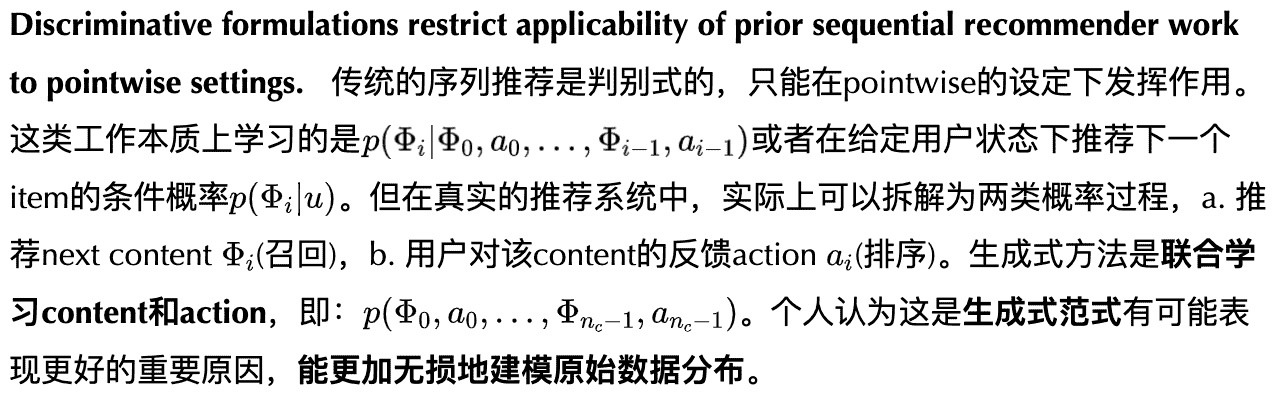 Discriminative formulations restrict applicability of prior sequential recommender work
to pointwise settings. 传统的序列推荐是判别式的，只能在pointwise的设定下发挥作用。
这类工作本质上学习的是p(Φᵢ|Φ₀, a₀, . . . , Φᵢ₋₁, aᵢ₋₁)或者在给定用户状态下推荐下一个
item的条件概率p(Φᵢ|u)。但在真实的推荐系统中，实际上可以拆解为两类概率过程，a. 推
荐next content Φᵢ(召回)，b. 用户对该content的反馈action aᵢ(排序)。生成式方法是联合学
习content和action，即：p(Φ₀, a₀, . . . , Φ_{n_c−1}, a_{n_c−1})。个人认为这是生成式范式有可能表
现更好的重要原因，能更加无损地建模原始数据分布。